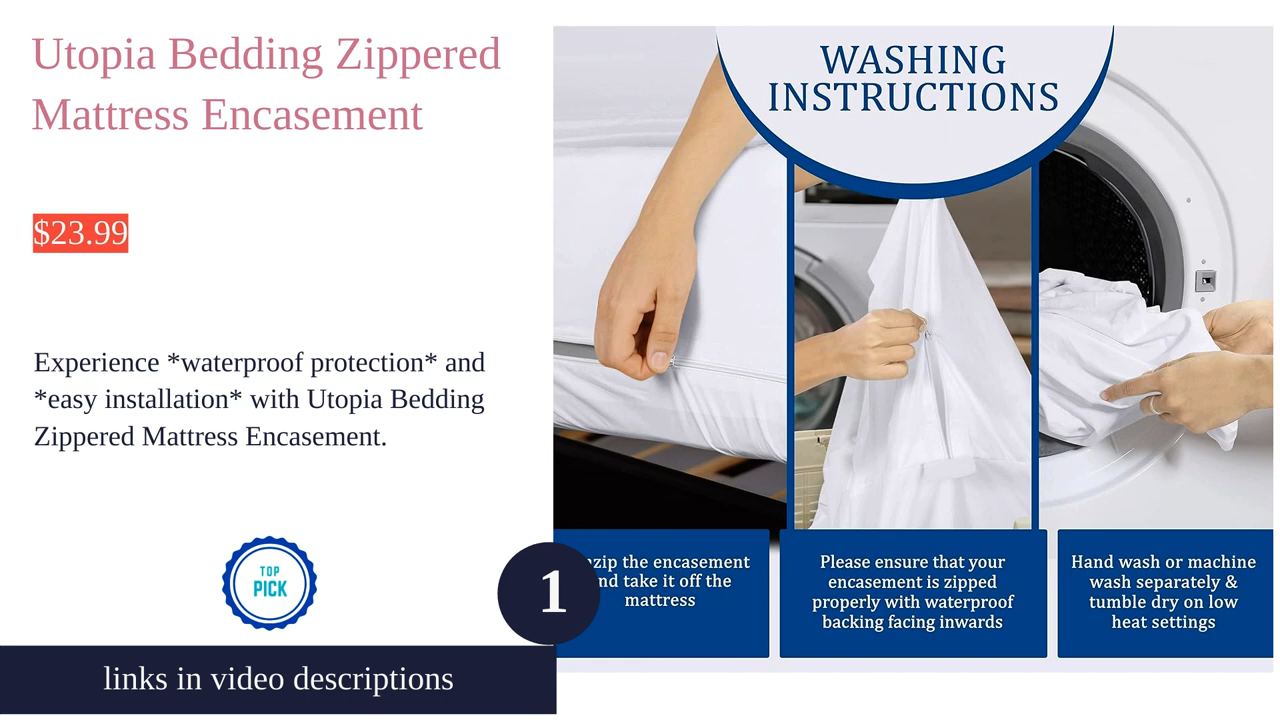 Utopia Bedding Zippered
Mattress Encasement
$23.99
Experience *waterproof protection* and
*easy installation* with Utopia Bedding
Zippered Mattress Encasement.
TOP
PICK
links in video descriptions
1
WASHING
INSTRUCTIONS
the encasement
take it off the
mattress
Please ensure that your
encasement is zipped
properly with waterproof
backing facing inwards
Hand wash or machine
wash separately &
tumble dry on low
heat settings